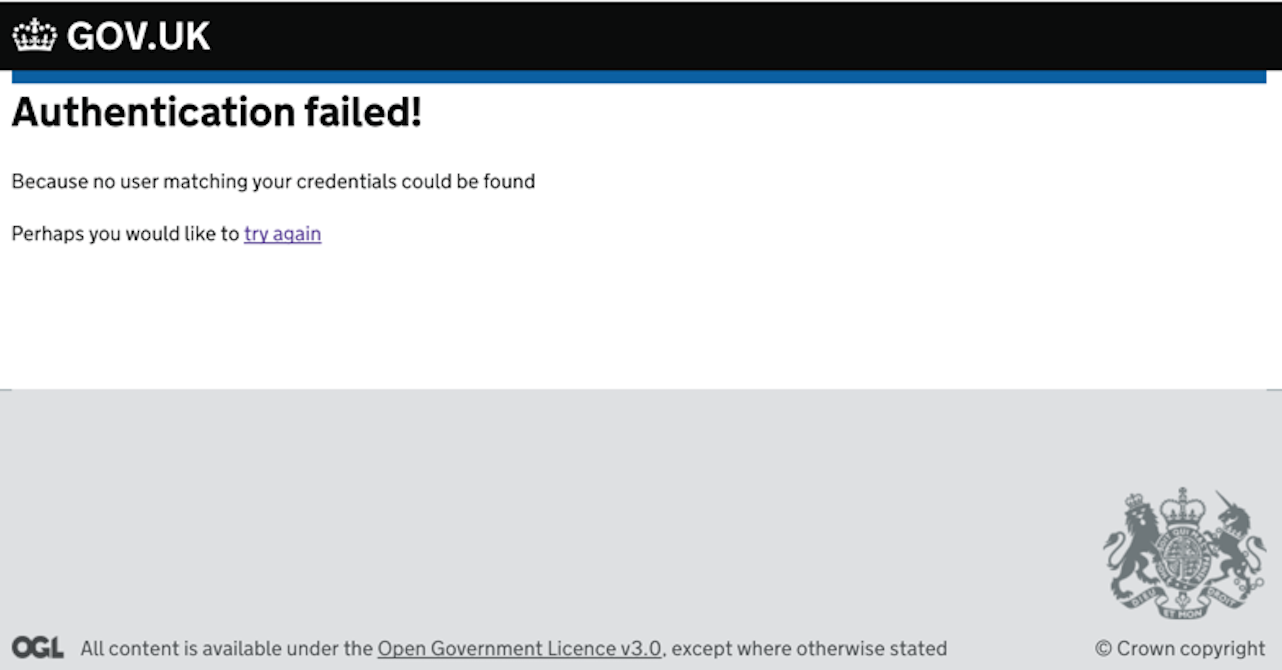 GOV.UK
Authentication failed!
Because no user matching your credentials could be found
Perhaps you would like to try again
DIEU ET MON DROIT
OGL All content is available under the Open Government Licence v3.0, except where otherwise stated
© Crown copyright